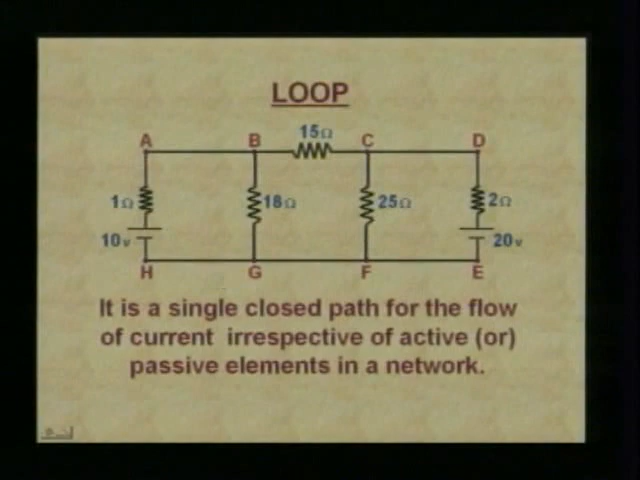 LOOP
15Ω
A B C D
1Ω 18Ω 25Ω 2Ω
10v 20v
H G F E
It is a single closed path for the flow
of current irrespective of active (or)
passive elements in a network.